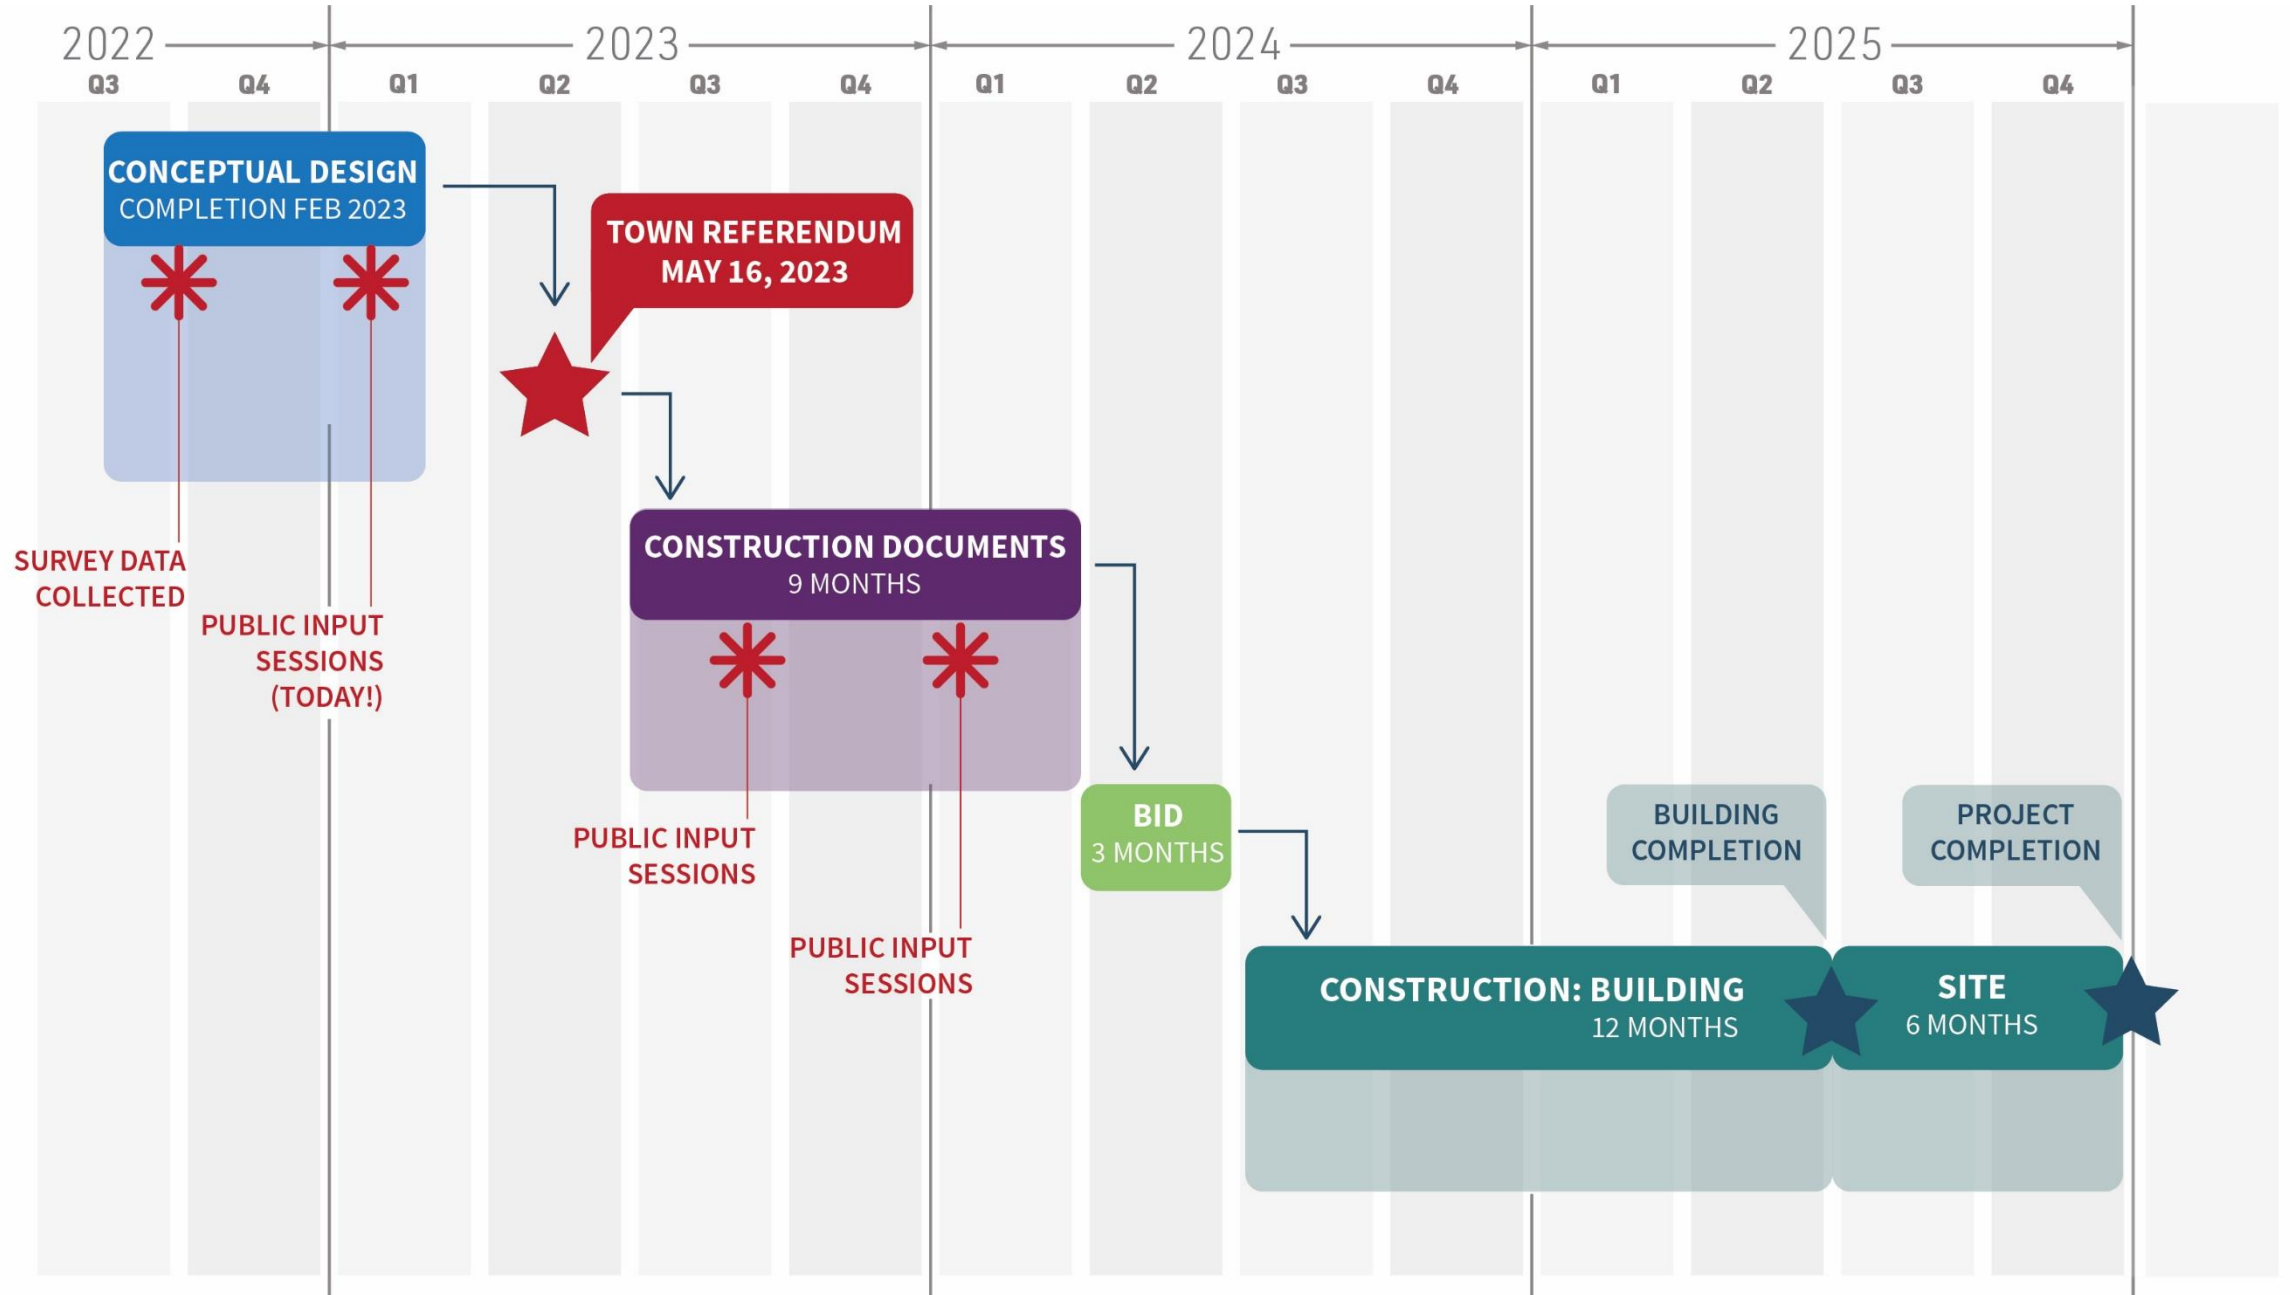 2022
2023
2024
2025
Q3
Q4
Q1
Q2
Q3
Q4
Q1
Q2
Q3
Q4
Q1
Q2
Q3
Q4
CONCEPTUAL DESIGN
COMPLETION FEB 2023
TOWN REFERENDUM
MAY 16, 2023
SURVEY DATA
COLLECTED
PUBLIC INPUT
SESSIONS
(TODAY!)
CONSTRUCTION DOCUMENTS
9 MONTHS
PUBLIC INPUT
SESSIONS
PUBLIC INPUT
SESSIONS
BID
3 MONTHS
BUILDING
COMPLETION
PROJECT
COMPLETION
CONSTRUCTION: BUILDING
12 MONTHS
SITE
6 MONTHS